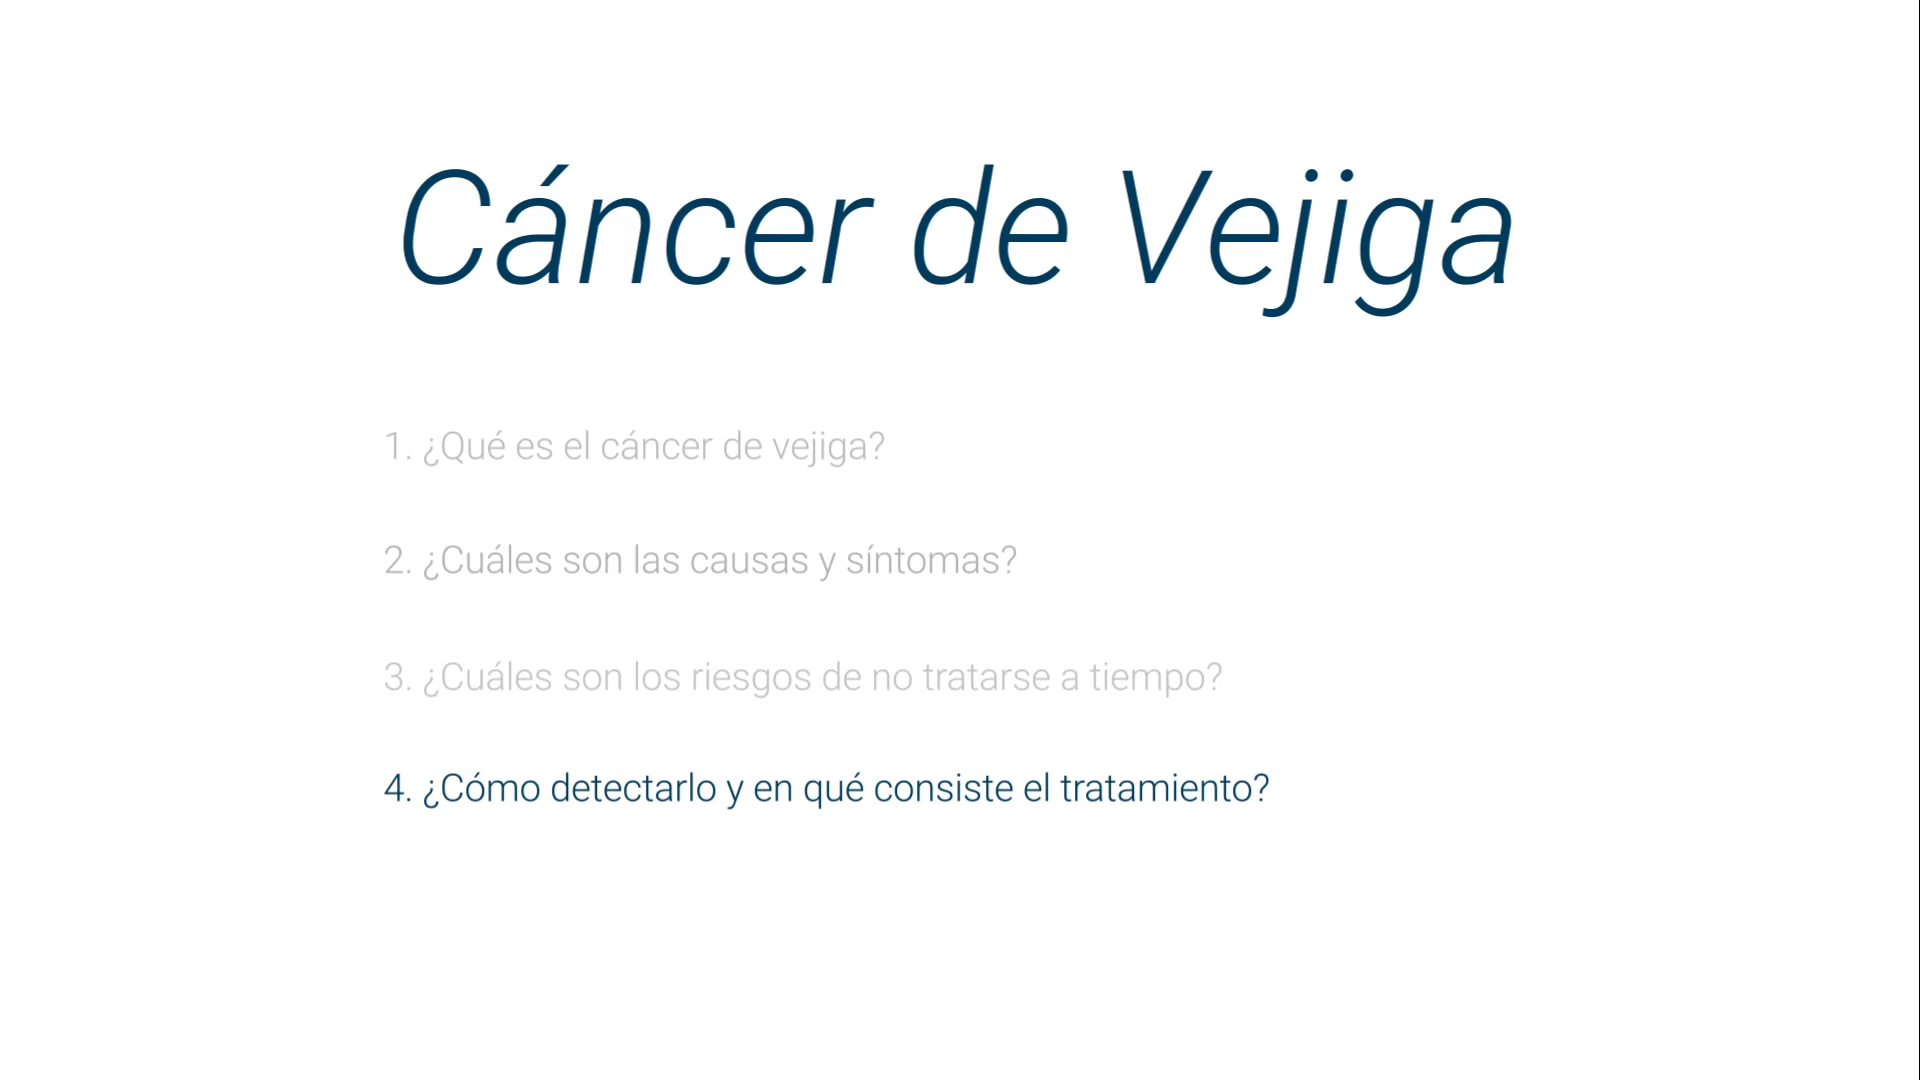 Cáncer de Vejiga
1. ¿Qué es el cáncer de vejiga?
2. ¿Cuáles son las causas y síntomas?
3. ¿Cuáles son los riesgos de no tratarse a tiempo?
4. ¿Cómo detectarlo y en qué consiste el tratamiento?